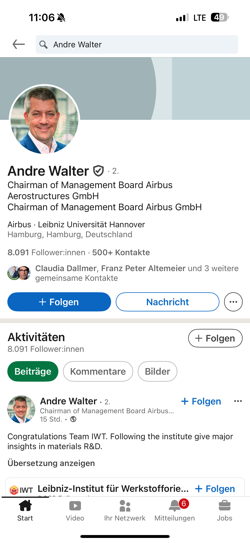 11:06
LTE
49
Andre Walter
Andre Walter · 2.
Chairman of Management Board Airbus
Aerostructures GmbH
Chairman of Management Board Airbus GmbH
Airbus · Leibniz Universität Hannover
Hamburg, Hamburg, Deutschland
8.091 Follower:innen · 500+ Kontakte
Claudia Dallmer, Franz Peter Altemeier und 3 weitere
gemeinsame Kontakte
+ Folgen
Nachricht
Aktivitäten
8.091 Follower:innen
+ Folgen
Beiträge
Kommentare
Bilder
Andre Walter · 2.
+ Folgen
Chairman of Management Board Airbus...
15 Std. ·
Congratulations Team IWT. Following the institute give major
insights in materials R&D.
Übersetzung anzeigen
IWT
Leibniz-Institut für Werkstofforie...
+ Folgen
6
Start
Video
Ihr Netzwerk
Mitteilungen
Jobs